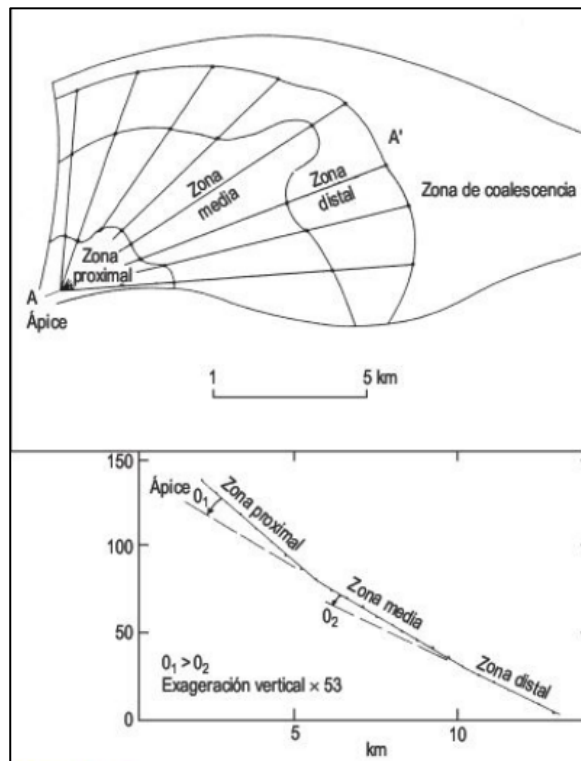 Zona
media
A'
Zona
distal
Zona de coalescencia
Zona
proximal
A
Ápice
1
5 km
150
Ápice
0₁
Zona proximal
100
Zona media
50
0₂
0₁ > 0₂
Exageración vertical × 53
Zona distal
0
5
10
km